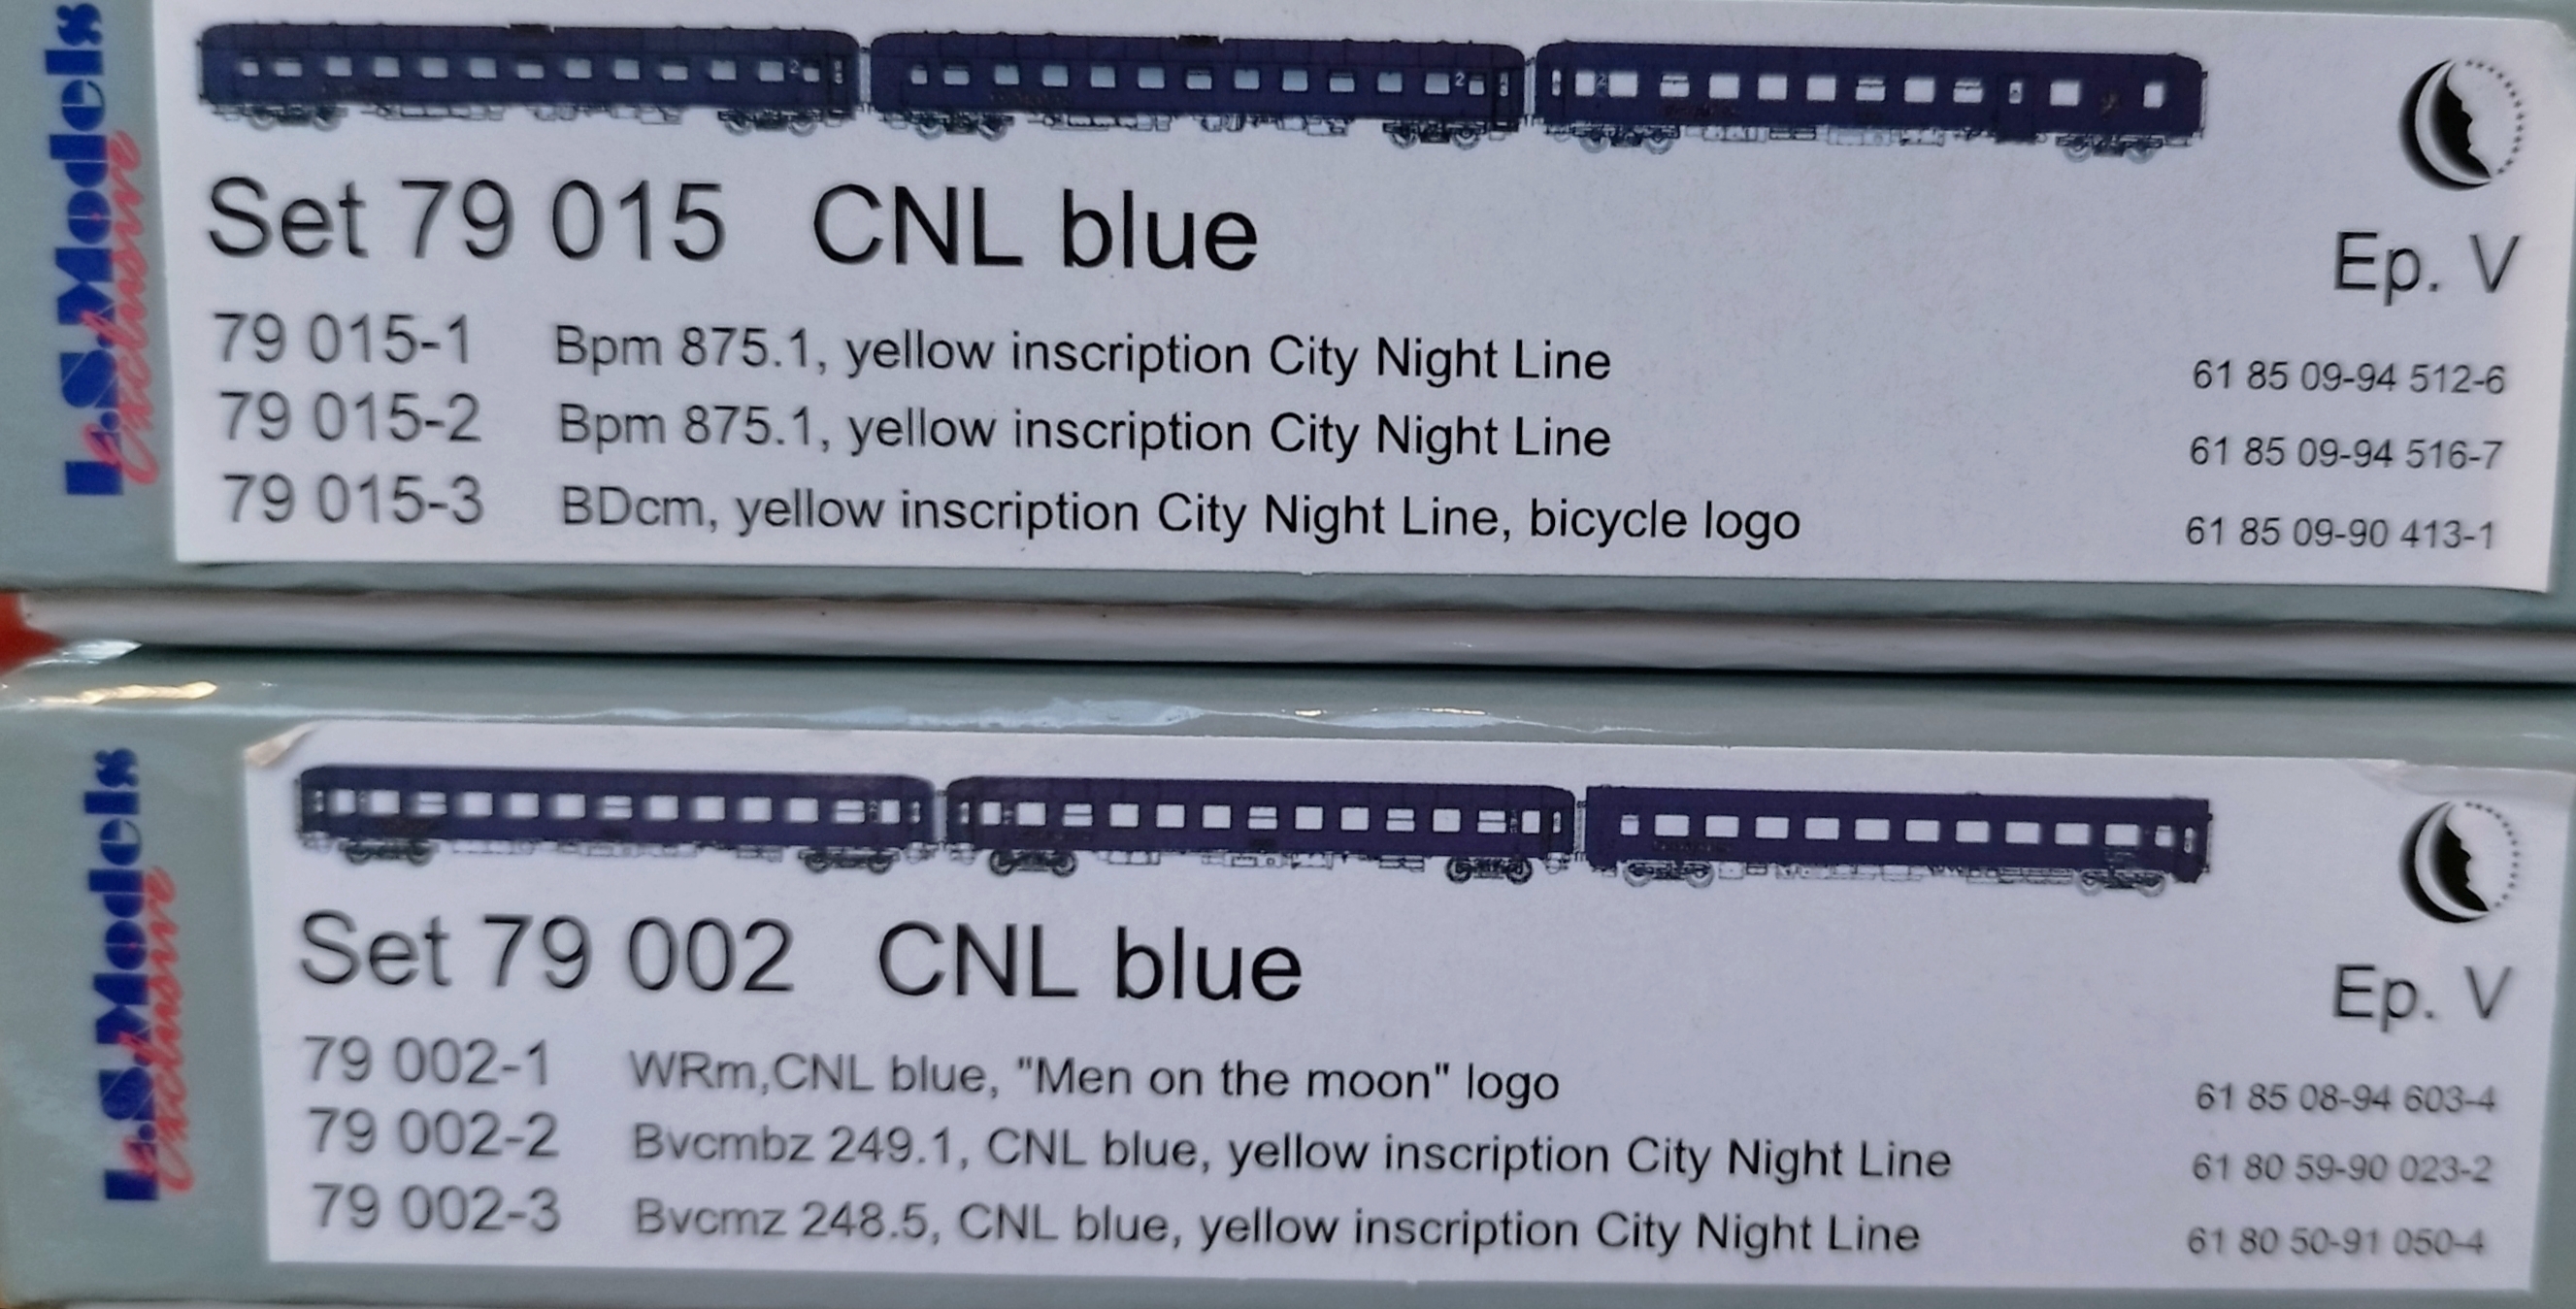 L.S.Models
exclusive
Set 79 015 CNL blue
Ep. V
79 015-1 Bpm 875.1, yellow inscription City Night Line 61 85 09-94 512-6
79 015-2 Bpm 875.1, yellow inscription City Night Line 61 85 09-94 516-7
79 015-3 BDcm, yellow inscription City Night Line, bicycle logo 61 85 09-90 413-1
L.S.Models
exclusive
Set 79 002 CNL blue
Ep. V
79 002-1 WRm,CNL blue, "Men on the moon" logo 61 85 08-94 603-4
79 002-2 Bvcmbz 249.1, CNL blue, yellow inscription City Night Line 61 80 59-90 023-2
79 002-3 Bvcmz 248.5, CNL blue, yellow inscription City Night Line 61 80 50-91 050-4